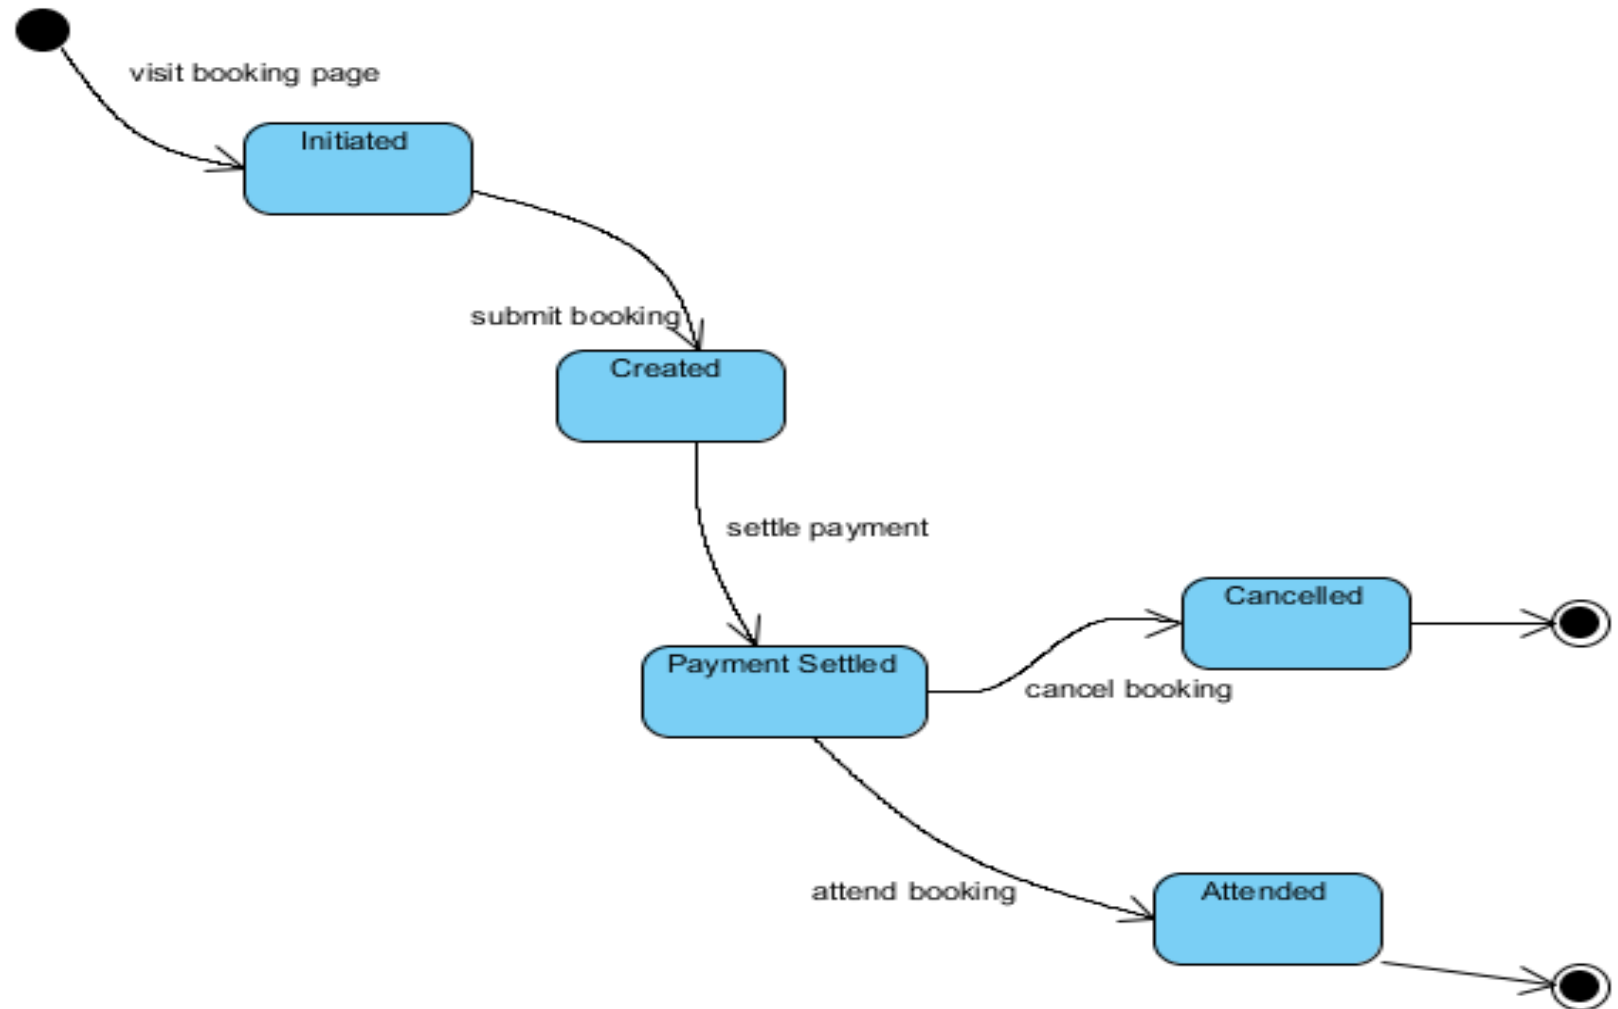 visit booking page
Initiated
submit booking
Created
settle payment
Cancelled
Payment Settled
cancel booking
attend booking
Attended